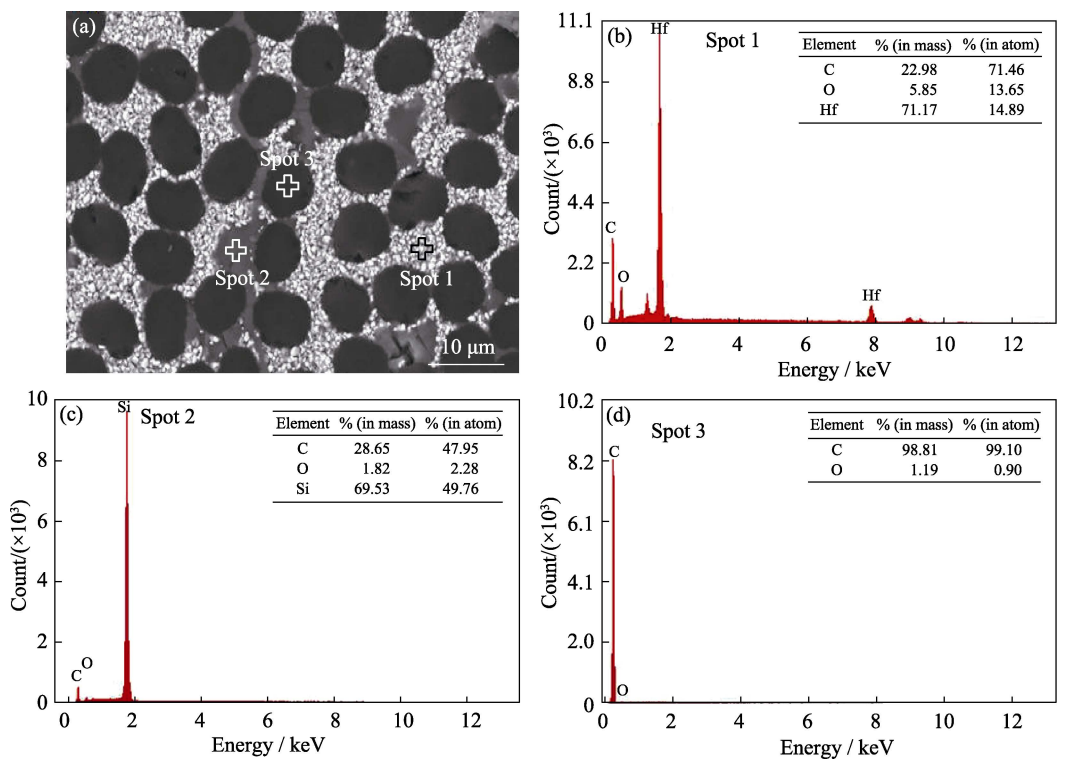 (a)
Spot 3
Spot 2
Spot 1
10 μm
(b)
Spot 1
Element % (in mass) % (in atom)
C 22.98 71.46
O 5.85 13.65
Hf 71.17 14.89
Hf
C
O
Hf
11.1
8.8
6.6
4.4
2.2
0
Count/(×10³)
0 2 4 6 8 10 12
Energy / keV
(c)
Spot 2
Element % (in mass) % (in atom)
C 28.65 47.95
O 1.82 2.28
Si 69.53 49.76
Si
C
O
10
8
6
4
2
0
Count/(×10³)
0 2 4 6 8 10 12
Energy / keV
(d)
Spot 3
Element % (in mass) % (in atom)
C 98.81 99.10
O 1.19 0.90
C
O
10.2
8.2
6.1
4.1
2.0
0
Count/(×10³)
0 2 4 6 8 10 12
Energy / keV